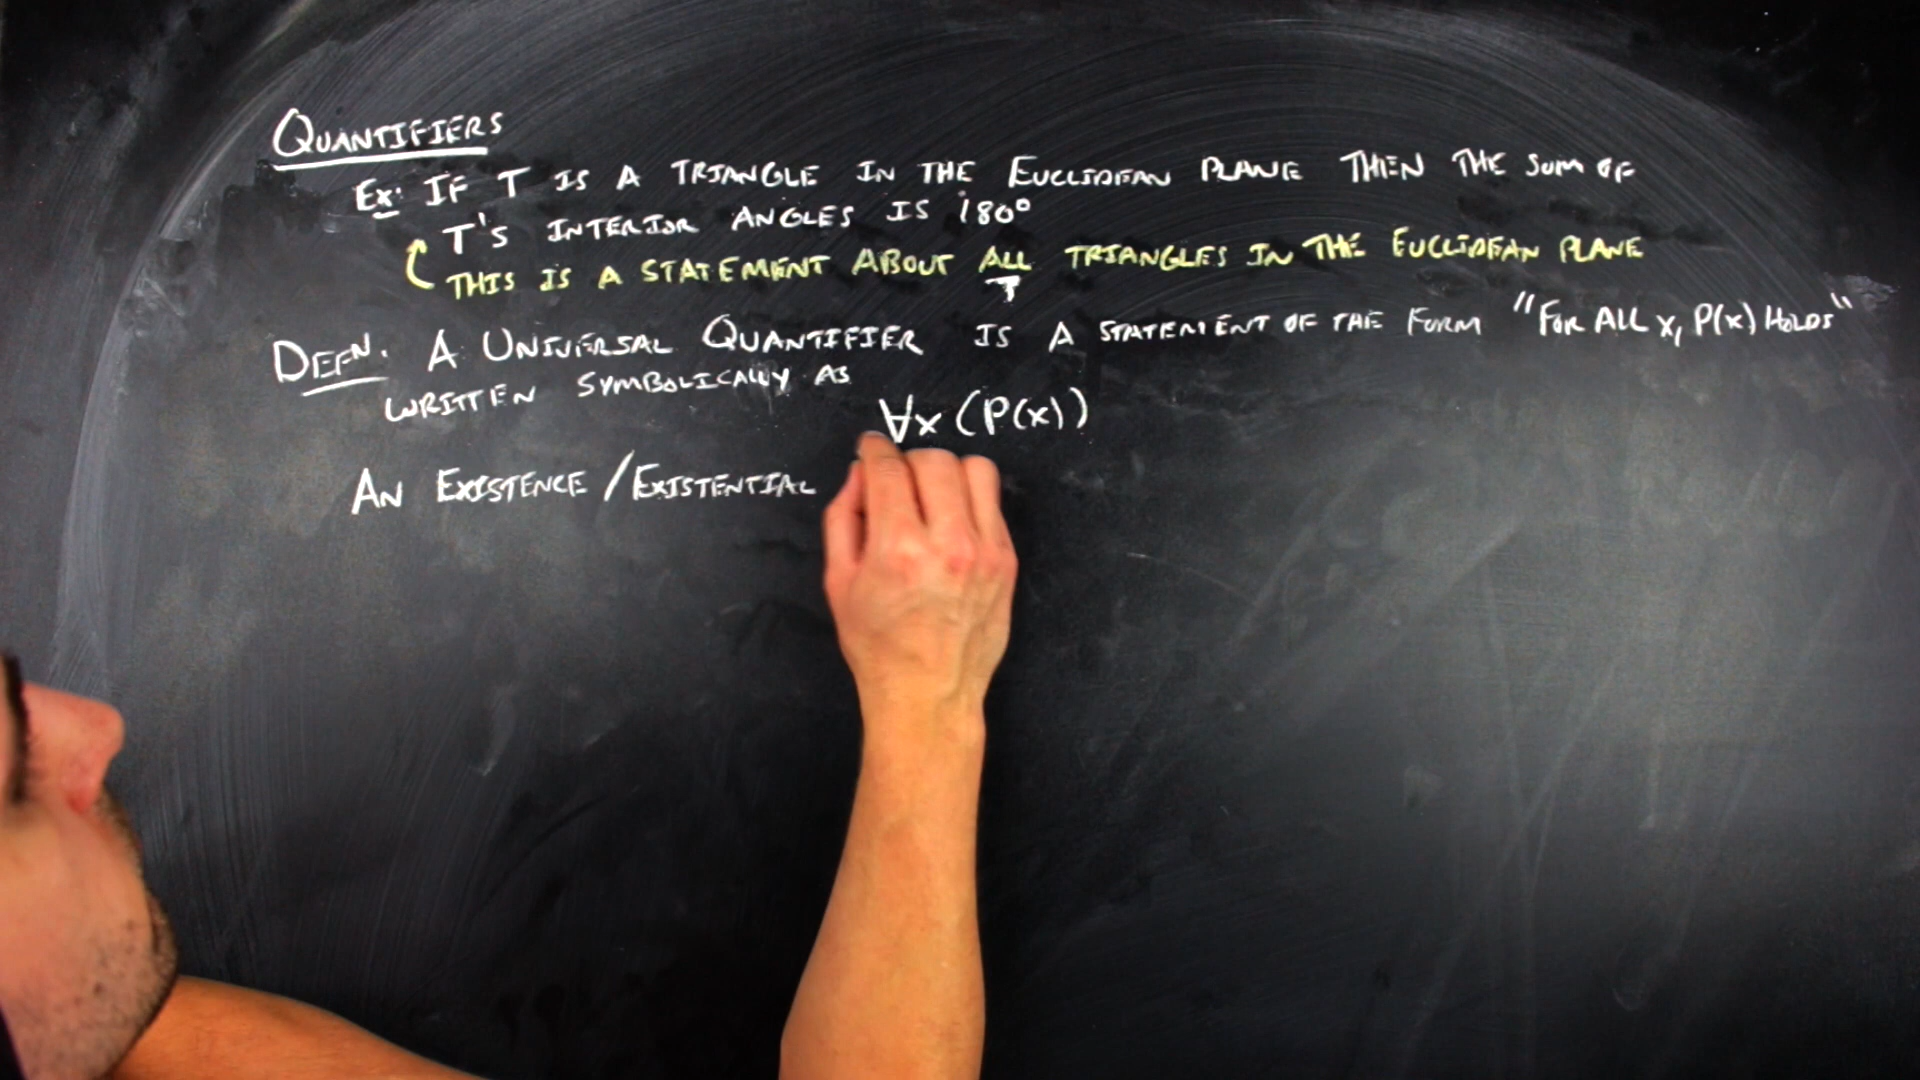 QUANTIFIERS
EX: IF T IS A TRIANGLE IN THE EUCLIDEAN PLANE THEN THE SUM OF
T'S INTERIOR ANGLES IS 180°
THIS IS A STATEMENT ABOUT ALL TRIANGLES IN THE EUCLIDEAN PLANE
DEFN. A UNIVERSAL QUANTIFIER IS A STATEMENT OF THE FORM "FOR ALL x, P(x) HOLDS"
WRITTEN SYMBOLICALLY AS
∀x (P(x))
AN EXISTENCE / EXISTENTIAL